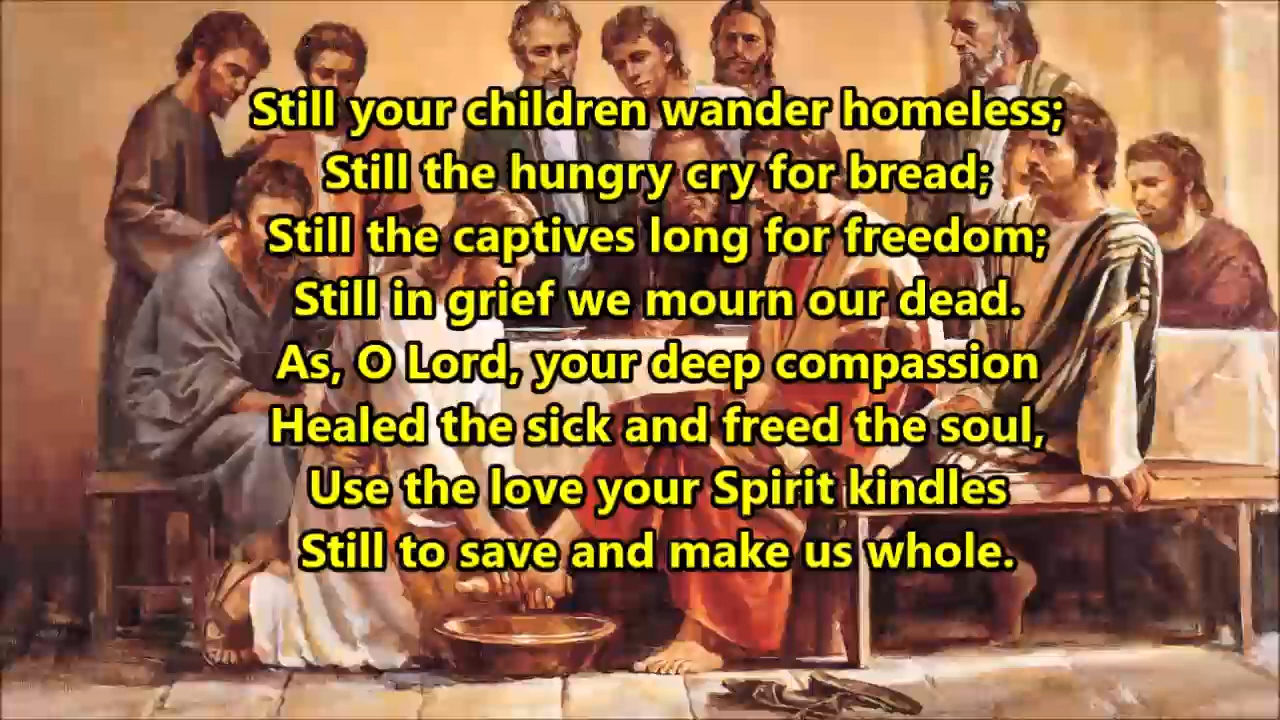 Still your children wander homeless;
Still the hungry cry for bread;
Still the captives long for freedom;
Still in grief we mourn our dead.
As, O Lord, your deep compassion
Healed the sick and freed the soul,
Use the love your Spirit kindles
Still to save and make us whole.